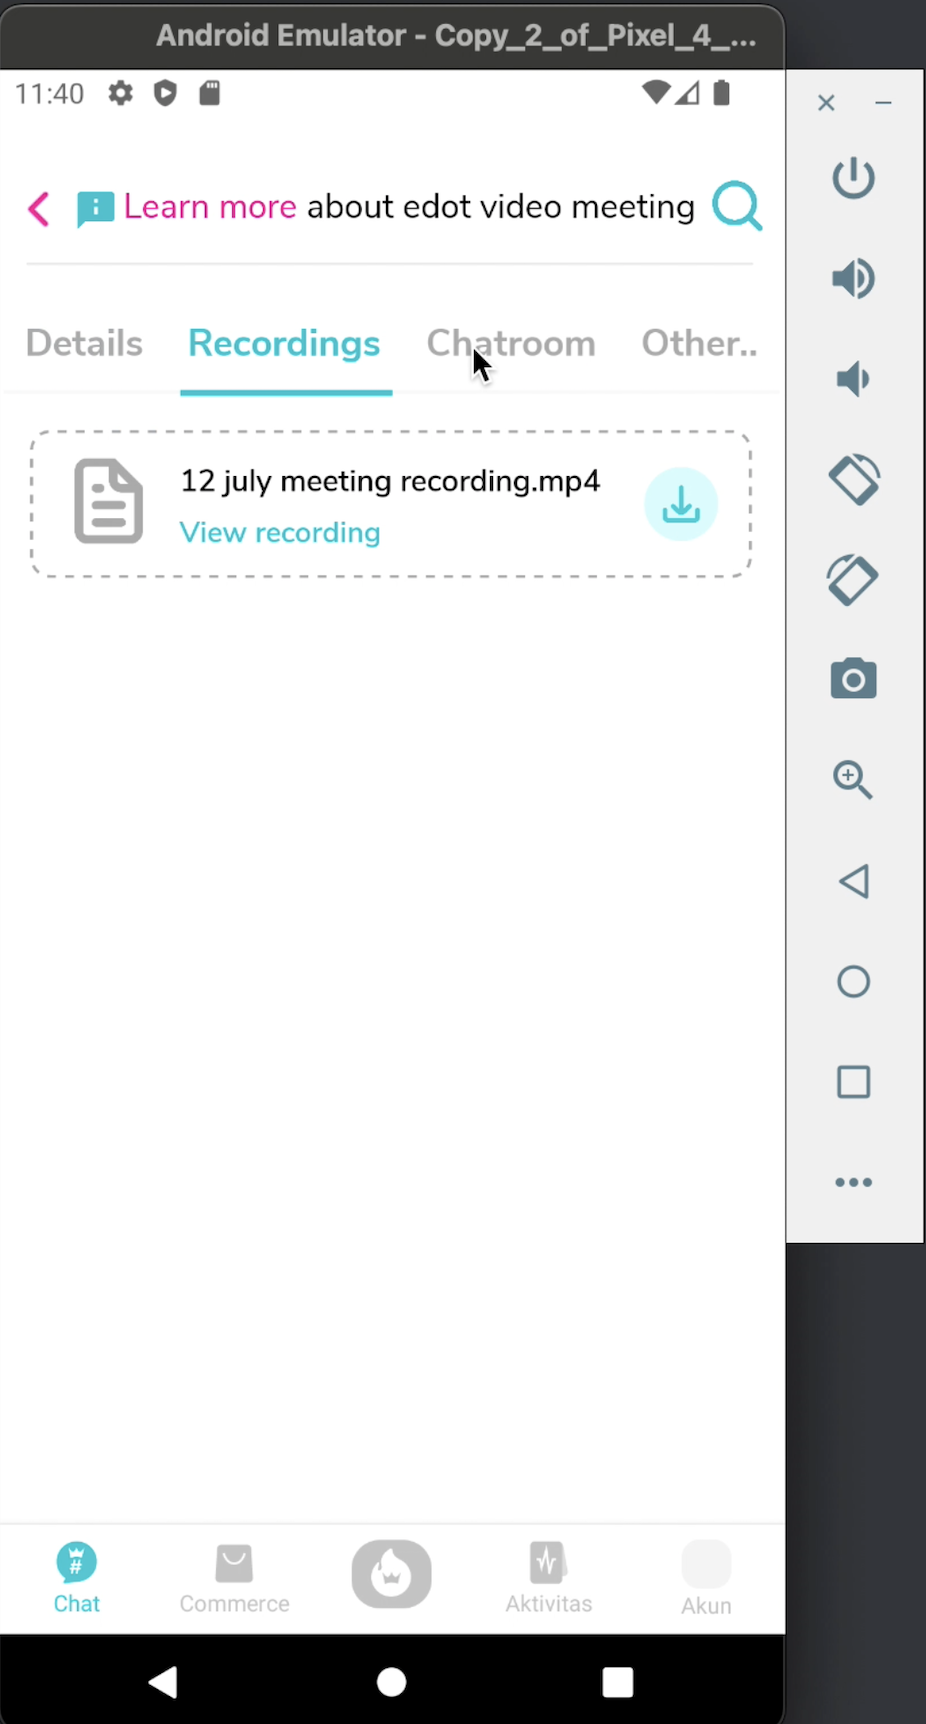 Android Emulator - Copy_2_of_Pixel_4_...
11:40
Learn more about edot video meeting
Details Recordings Chatroom Other..
12 july meeting recording.mp4
View recording
Chat Commerce Aktivitas Akun